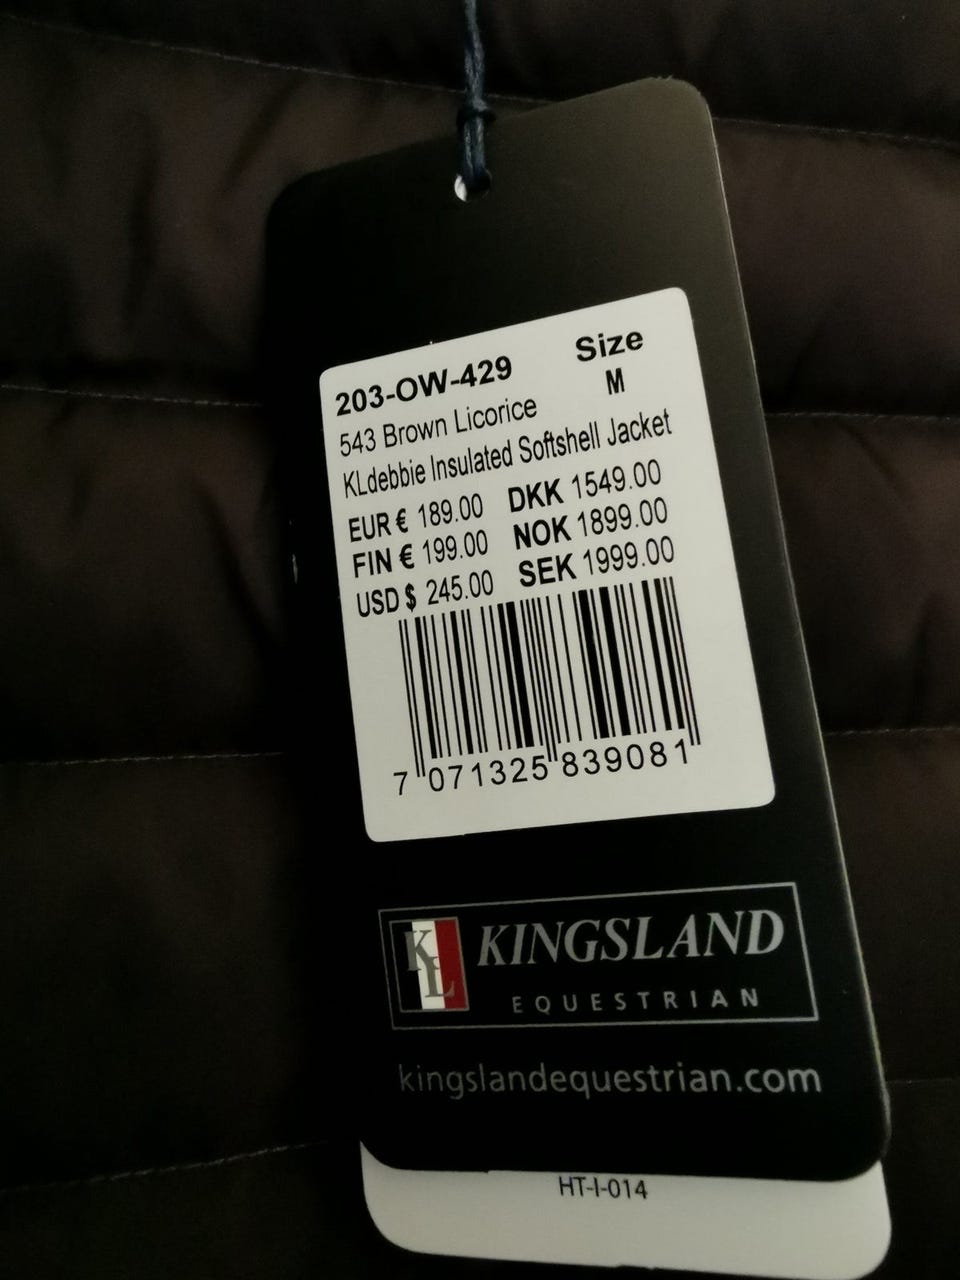 203-OW-429 Size
543 Brown Licorice M
KLdebbie Insulated Softshell Jacket
EUR € 189.00 DKK 1549.00
FIN € 199.00 NOK 1899.00
USD $ 245.00 SEK 1999.00
7 071325 839081
KL KINGSLAND
EQUESTRIAN
kingslandequestrian.com
HT-I-014